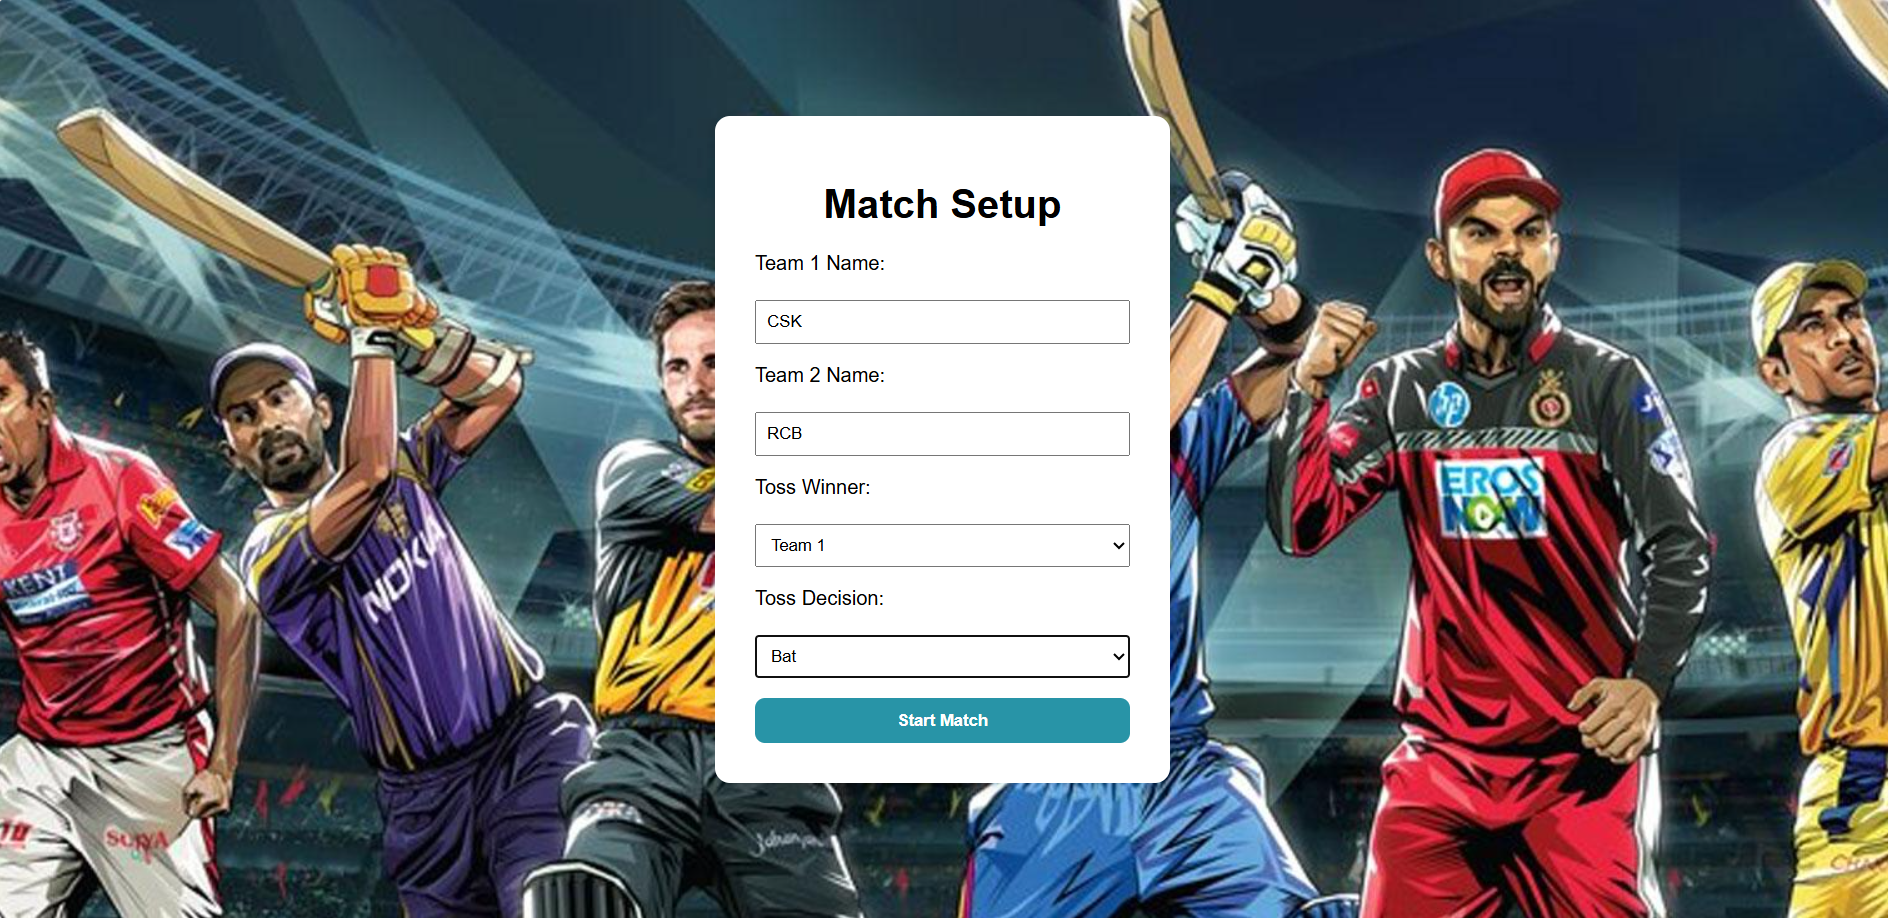 Match Setup
Team 1 Name:
CSK
Team 2 Name:
RCB
Toss Winner:
Team 1
Toss Decision:
Bat
Start Match
KENT
NOKIA
hp
EROS
NOW
SURYA